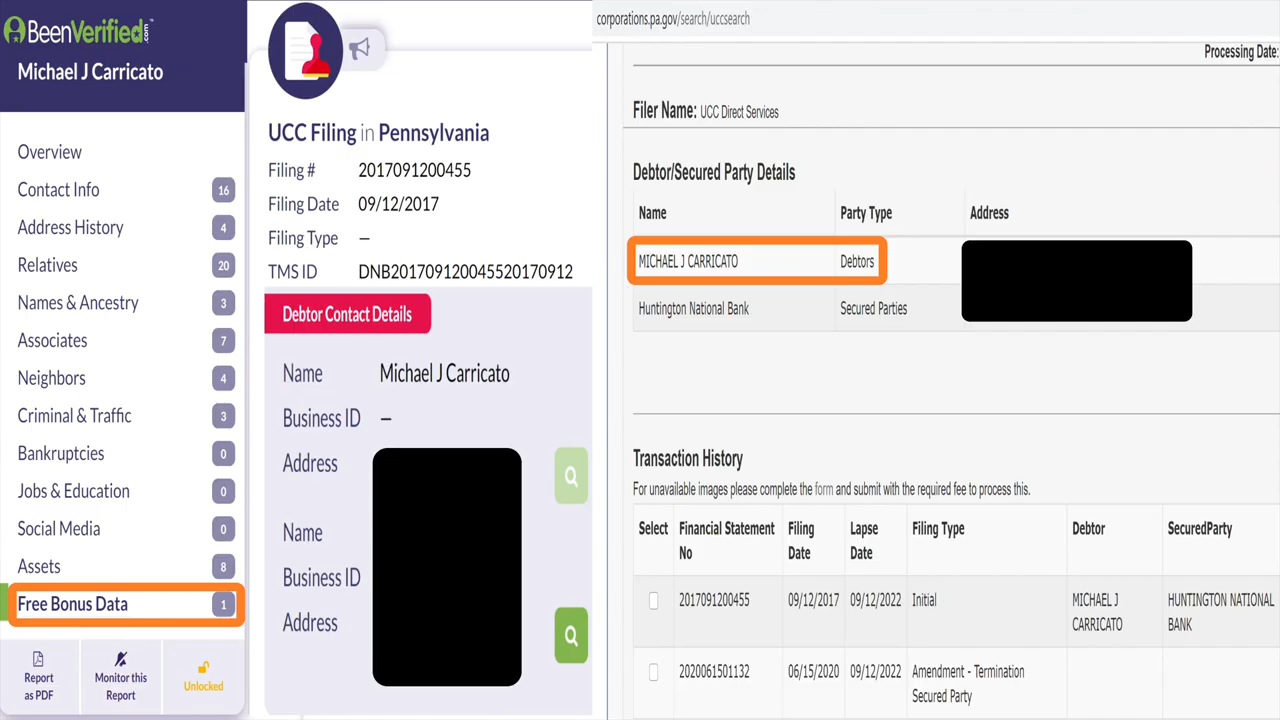 BeenVerified.com™
Michael J Carricato
Overview
Contact Info 16
Address History 4
Relatives 20
Names & Ancestry 3
Associates 7
Neighbors 4
Criminal & Traffic 3
Bankruptcies 0
Jobs & Education 0
Social Media 0
Assets 8
Free Bonus Data 1
Report
as PDF
Monitor this
Report
Unlocked
UCC Filing in Pennsylvania
Filing # 2017091200455
Filing Date 09/12/2017
Filing Type –
TMS ID DNB201709120045520170912
Debtor Contact Details
Name Michael J Carricato
Business ID –
Address
Name
Business ID
Address
corporations.pa.gov/search/uccsearch
Processing Date:
Filer Name: UCC Direct Services
Debtor/Secured Party Details
Name Party Type Address
MICHAEL J CARRICATO Debtors
Huntington National Bank Secured Parties
Transaction History
For unavailable images please complete the form and submit with the required fee to process this.
Select Financial Statement No Filing Date Lapse Date Filing Type Debtor SecuredParty
2017091200455 09/12/2017 09/12/2022 Initial MICHAEL J CARRICATO HUNTINGTON NATIONAL BANK
2020061501132 06/15/2020 09/12/2022 Amendment - Termination Secured Party